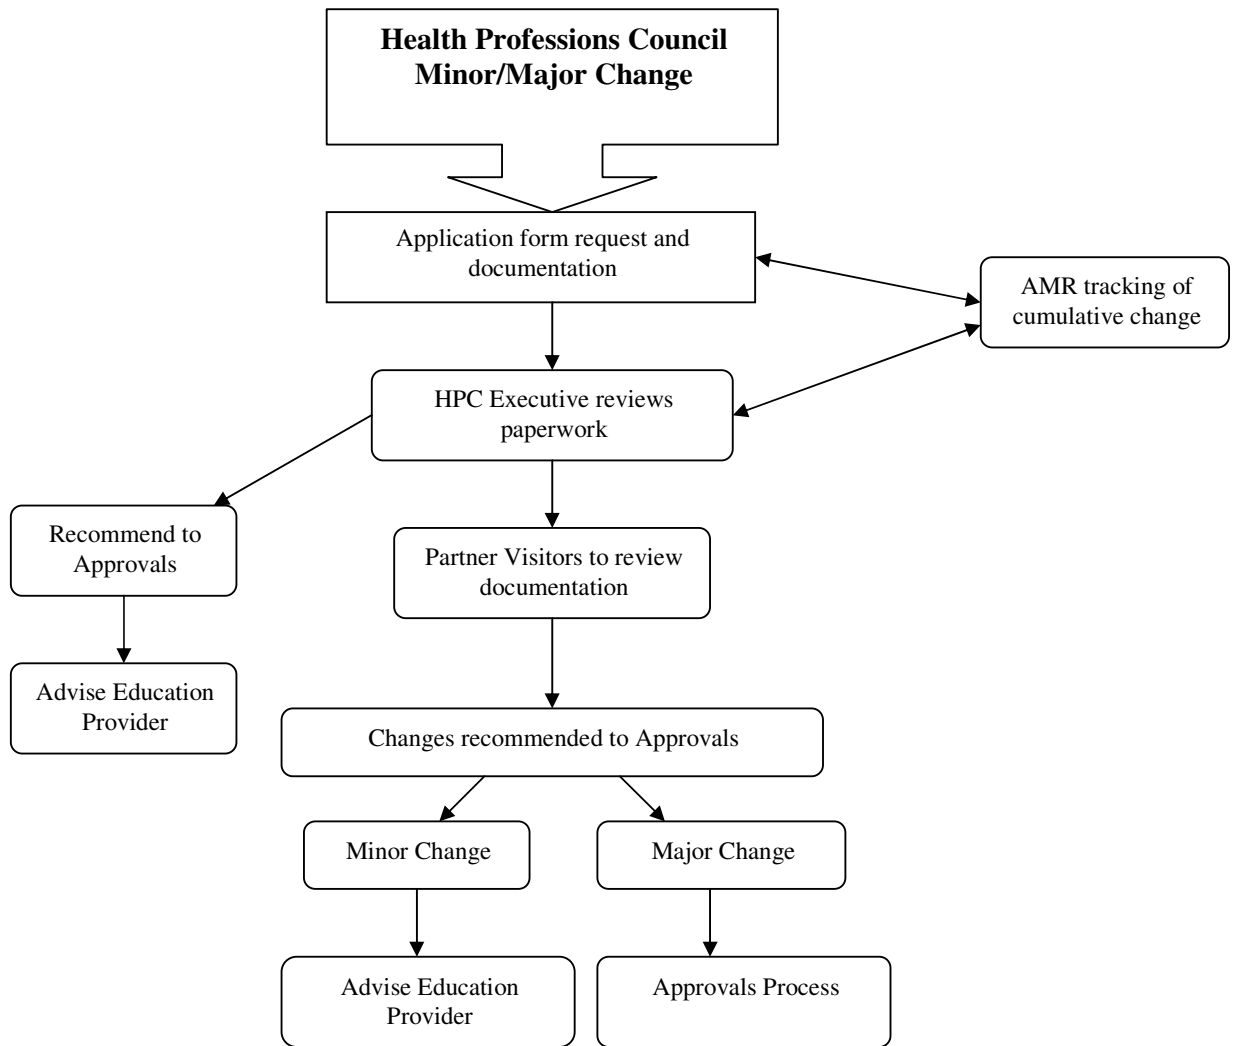 Health Professions Council
Minor/Major Change
Application form request and
documentation
AMR tracking of
cumulative change
HPC Executive reviews
paperwork
Recommend to
Approvals
Partner Visitors to review
documentation
Advise Education
Provider
Changes recommended to Approvals
Minor Change
Major Change
Advise Education
Provider
Approvals Process